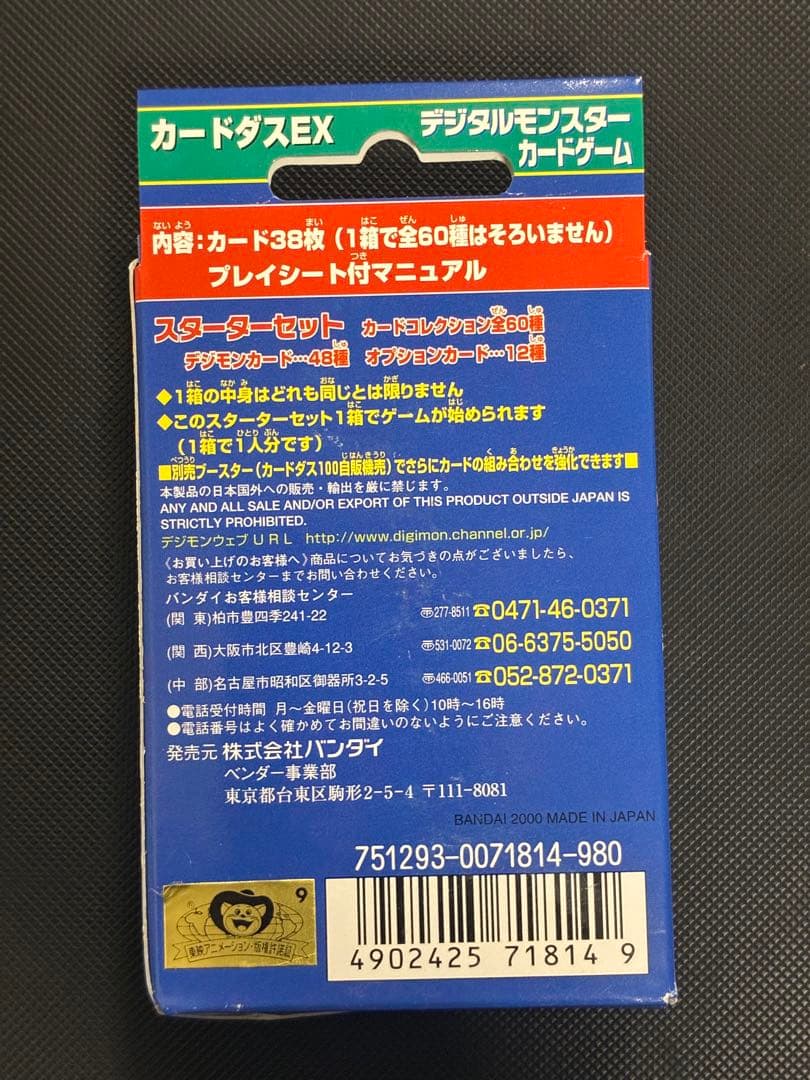 カードダスEX
デジタルモンスター
カードゲーム
内容:カード38枚(1箱で全60種はそろいません)
プレイシート付マニュアル
スターターセット カードコレクション全60種
デジモンカード…48種 オプションカード…12種
◆1箱の中身はどれも同じとは限りません
◆このスターターセット1箱でゲームが始められます
(1箱で1人分です)
■別売ブースター(カードダス100自販機売)でさらにカードの組み合わせを強化できます■
本製品の日本国外への販売・輸出を厳に禁じます。
ANY AND ALL SALE AND/OR EXPORT OF THIS PRODUCT OUTSIDE JAPAN IS
STRICTLY PROHIBITED.
デジモンウェブURL http://www.digimon.channel.or.jp/
《お買い上げのお客様へ》商品についてお気づきの点がございましたら、
お客様相談センターまでお問い合わせください。
バンダイお客様相談センター
(関 東)柏市豊四季241-22 〒277-8511 ☎0471-46-0371
(関 西)大阪市北区豊崎4-12-3 〒531-0072 ☎06-6375-5050
(中 部)名古屋市昭和区御器所3-2-5 〒466-0051 ☎052-872-0371
●電話受付時間 月〜金曜日(祝日を除く)10時〜16時
●電話番号はよく確かめてお間違いのないようにご注意ください。
発売元 株式会社バンダイ
ベンダー事業部
東京都台東区駒形2-5-4 〒111-8081
BANDAI 2000 MADE IN JAPAN
751293-0071814-980
9
東映アニメーション・版権許諾証
4902425 71814 9